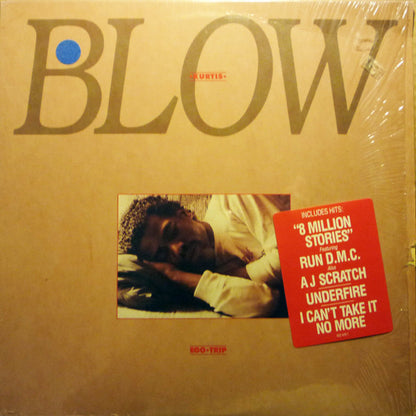 BLOW
•KURTIS•
INCLUDES HITS:
"8 MILLION
STORIES"
Featuring
RUN D.M.C.
Also
A J SCRATCH
UNDERFIRE
I CAN'T TAKE IT
NO MORE
EGO•TRIP